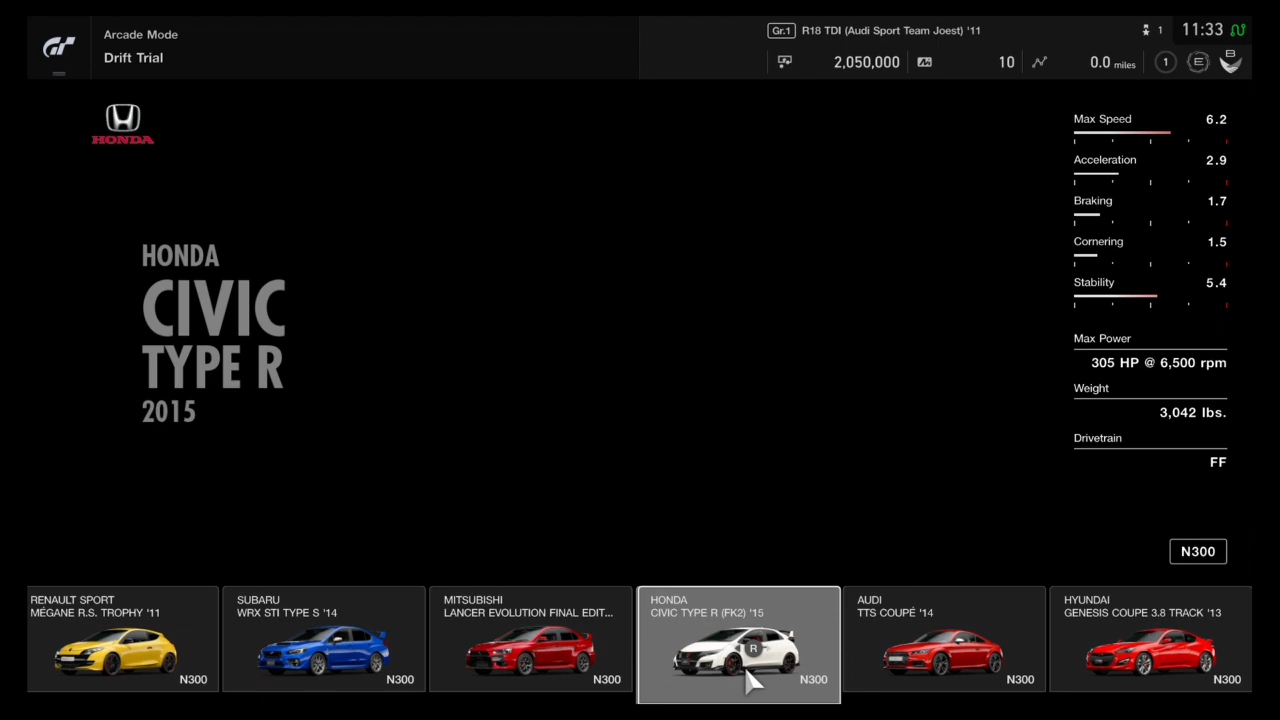 Arcade Mode
Drift Trial
Gr.1 R18 TDI (Audi Sport Team Joest) '11
1
11:33
2,050,000
10
0.0 miles
1
E
B
HONDA
HONDA
CIVIC
TYPE R
2015
Max Speed 6.2
Acceleration 2.9
Braking 1.7
Cornering 1.5
Stability 5.4
Max Power
305 HP @ 6,500 rpm
Weight
3,042 lbs.
Drivetrain
FF
N300
RENAULT SPORT
MÉGANE R.S. TROPHY '11
N300
SUBARU
WRX STI TYPE S '14
N300
MITSUBISHI
LANCER EVOLUTION FINAL EDIT...
N300
HONDA
CIVIC TYPE R (FK2) '15
R
N300
AUDI
TTS COUPÉ '14
N300
HYUNDAI
GENESIS COUPE 3.8 TRACK '13
N300